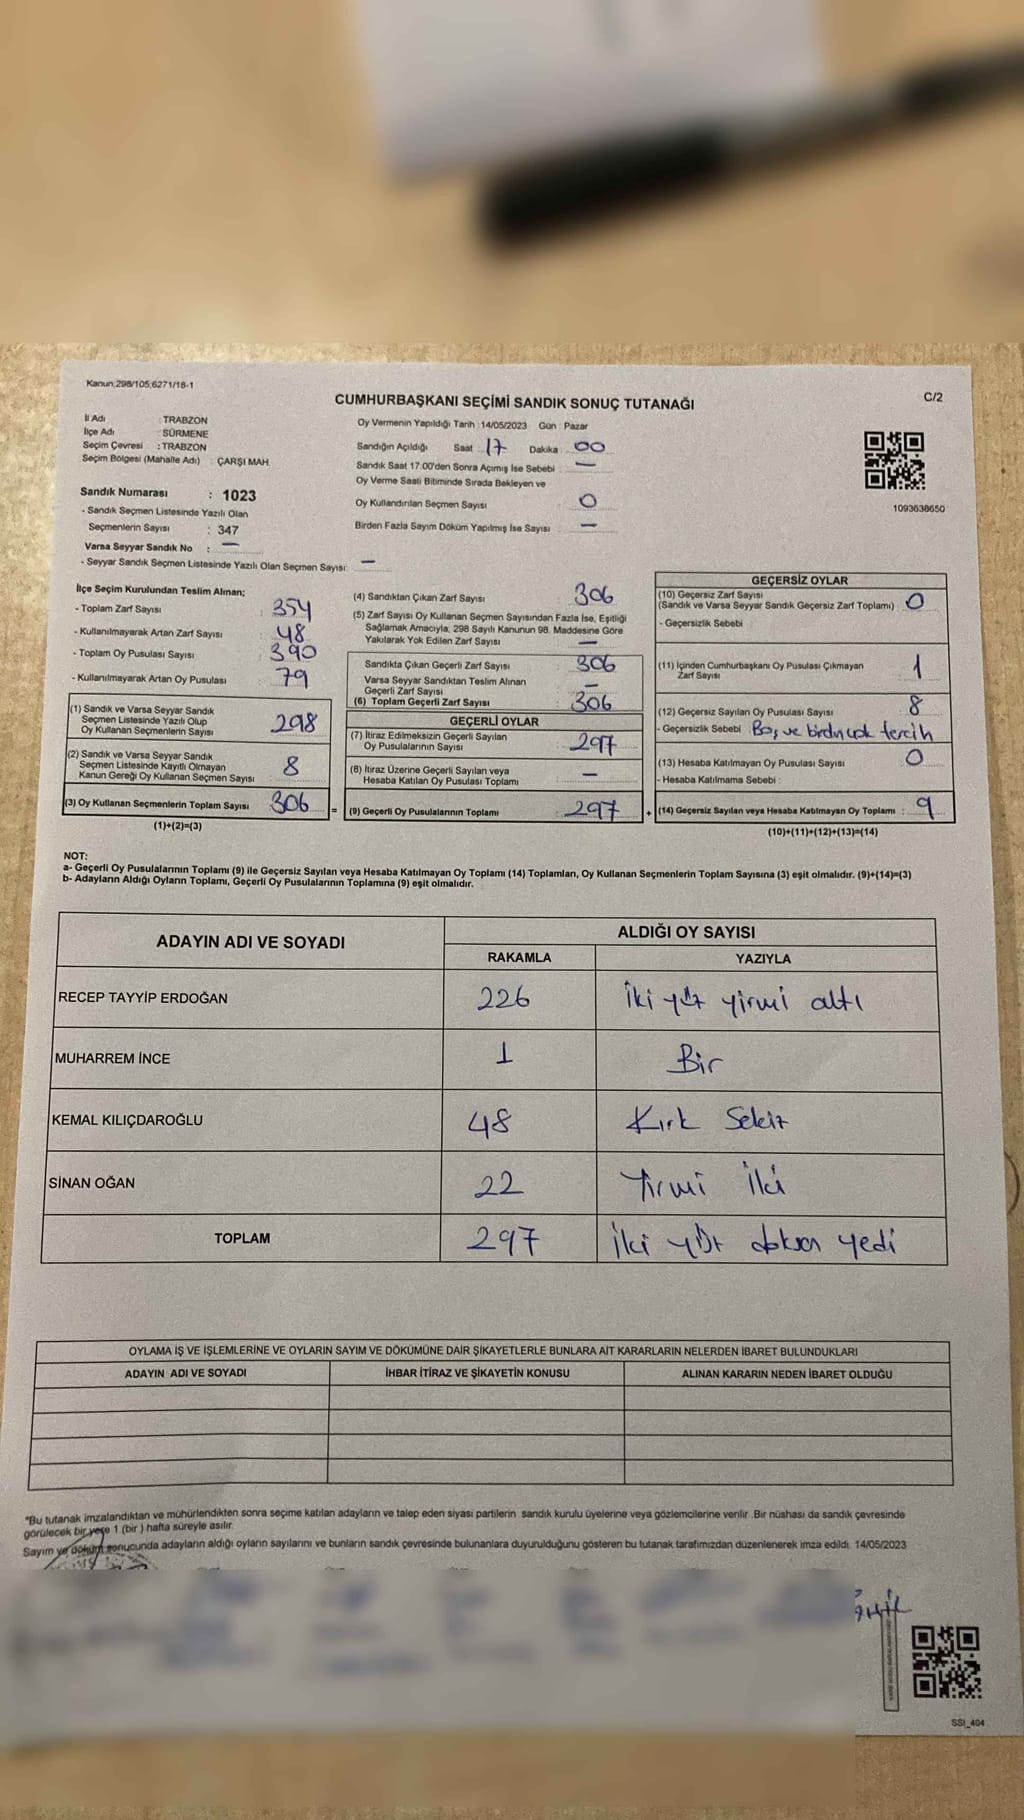 Kanun:298/105;6271/18-1
C/2
CUMHURBAŞKANI SEÇİMİ SANDIK SONUÇ TUTANAĞI
İl Adı : TRABZON
İlçe Adı : SÜRMENE
Seçim Çevresi : TRABZON
Seçim Bölgesi (Mahalle Adı) : ÇARŞI MAH.
Sandık Numarası : 1023
- Sandık Seçmen Listesinde Yazılı Olan
Seçmenlerin Sayısı : 347
Varsa Seyyar Sandık No : —
- Seyyar Sandık Seçmen Listesinde Yazılı Olan Seçmen Sayısı: —
Oy Vermenin Yapıldığı Tarih :14/05/2023 Gün : Pazar
Sandığın Açıldığı Saat 17 Dakika : 00
Sandık Saat 17:00'den Sonra Açımış İse Sebebi : —
Oy Verme Saati Bitiminde Sırada Bekleyen ve
Oy Kullandırılan Seçmen Sayısı : 0
Birden Fazla Sayım Döküm Yapılmış İse Sayısı : —
1093638650
İlçe Seçim Kurulundan Teslim Alınan;
- Toplam Zarf Sayısı : 354
- Kullanılmayarak Artan Zarf Sayısı : 48
- Toplam Oy Pusulası Sayısı : 390
- Kullanılmayarak Artan Oy Pusulası : 79
(1) Sandık ve Varsa Seyyar Sandık
Seçmen Listesinde Yazılı Olup
Oy Kullanan Seçmenlerin Sayısı : 298
(2) Sandık ve Varsa Seyyar Sandık
Seçmen Listesinde Kayıtlı Olmayan
Kanun Gereği Oy Kullanan Seçmen Sayısı : 8
(3) Oy Kullanan Seçmenlerin Toplam Sayısı : 306
(1)+(2)=(3)
(4) Sandıktan Çıkan Zarf Sayısı : 306
(5) Zarf Sayısı Oy Kullanan Seçmen Sayısından Fazla İse, Eşitliği
Sağlamak Amacıyla, 298 Sayılı Kanunun 98. Maddesine Göre
Yakılarak Yok Edilen Zarf Sayısı : —
Sandıkta Çıkan Geçerli Zarf Sayısı : 306
Varsa Seyyar Sandıktan Teslim Alınan
Geçerli Zarf Sayısı : —
(6) Toplam Geçerli Zarf Sayısı : 306
GEÇERLİ OYLAR
(7) İtiraz Edilmeksizin Geçerli Sayılan
Oy Pusulalarının Sayısı : 297
(8) İtiraz Üzerine Geçerli Sayılan veya
Hesaba Katılan Oy Pusulası Toplamı : —
= (9) Geçerli Oy Pusulalarının Toplamı : 297
GEÇERSİZ OYLAR
(10) Geçersiz Zarf Sayısı
(Sandık ve Varsa Seyyar Sandık Geçersiz Zarf Toplamı) : 0
- Geçersizlik Sebebi
(11) İçinden Cumhurbaşkanı Oy Pusulası Çıkmayan
Zarf Sayısı : 1
(12) Geçersiz Sayılan Oy Pusulası Sayısı : 8
- Geçersizlik Sebebi Boş ve birden çok tercih
(13) Hesaba Katılmayan Oy Pusulası Sayısı : 0
- Hesaba Katılmama Sebebi :
+ (14) Geçersiz Sayılan veya Hesaba Katılmayan Oy Toplamı : 9
(10)+(11)+(12)+(13)=(14)
NOT:
a- Geçerli Oy Pusulalarının Toplamı (9) ile Geçersiz Sayılan veya Hesaba Katılmayan Oy Toplamı (14) Toplamları, Oy Kullanan Seçmenlerin Toplam Sayısına (3) eşit olmalıdır. (9)+(14)=(3)
b- Adayların Aldığı Oyların Toplamı, Geçerli Oy Pusulalarının Toplamına (9) eşit olmalıdır.
ADAYIN ADI VE SOYADI ALDIĞI OY SAYISI
RAKAMLA YAZIYLA
RECEP TAYYİP ERDOĞAN 226 İki yüz yirmi altı
MUHARREM İNCE 1 Bir
KEMAL KILIÇDAROĞLU 48 Kırk Sekiz
SİNAN OĞAN 22 Yirmi İki
TOPLAM 297 İki yüz doksan yedi
OYLAMA İŞ VE İŞLEMLERİNE VE OYLARIN SAYIM VE DÖKÜMÜNE DAİR ŞİKAYETLERLE BUNLARA AİT KARARLARIN NELERDEN İBARET BULUNDUKLARI
ADAYIN ADI VE SOYADI İHBAR İTİRAZ VE ŞİKAYETİN KONUSU ALINAN KARARIN NEDEN İBARET OLDUĞU
*Bu tutanak imzalandıktan ve mühürlendikten sonra seçime katılan adayların ve talep eden siyasi partilerin sandık kurulu üyelerine veya gözlemcilerine verilir. Bir nüshası da sandık çevresinde
görülecek bir yere 1 (bir ) hafta süreyle asılır.
Sayım ve döküm sonucunda adayların aldığı oyların sayılarını ve bunların sandık çevresinde bulunanlara duyurulduğunu gösteren bu tutanak tarafımızdan düzenlenerek imza edildi. 14/05/2023
SSI_404